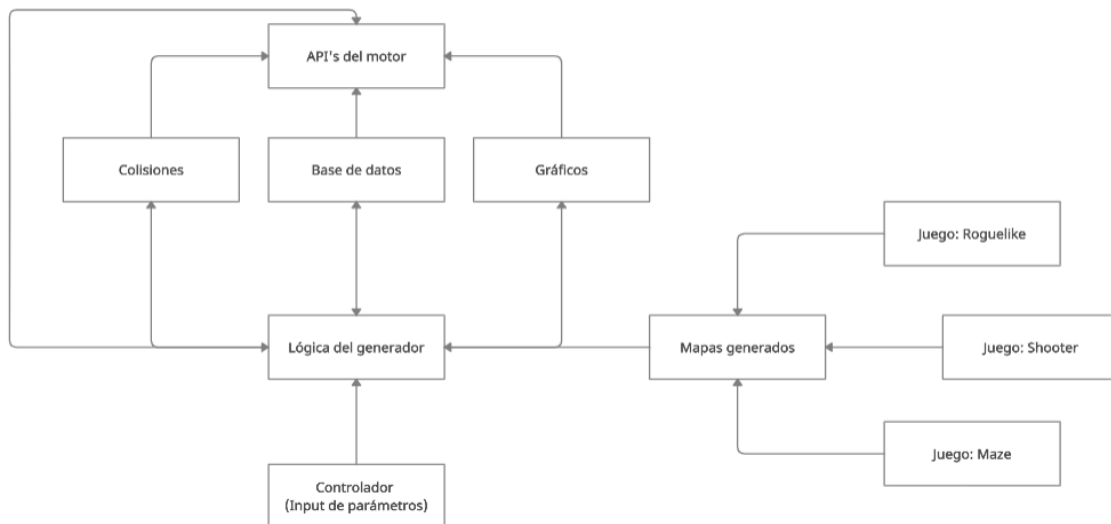 API's del motor
Colisiones
Base de datos
Gráficos
Juego: Roguelike
Lógica del generador
Mapas generados
Juego: Shooter
Juego: Maze
Controlador
(Input de parámetros)